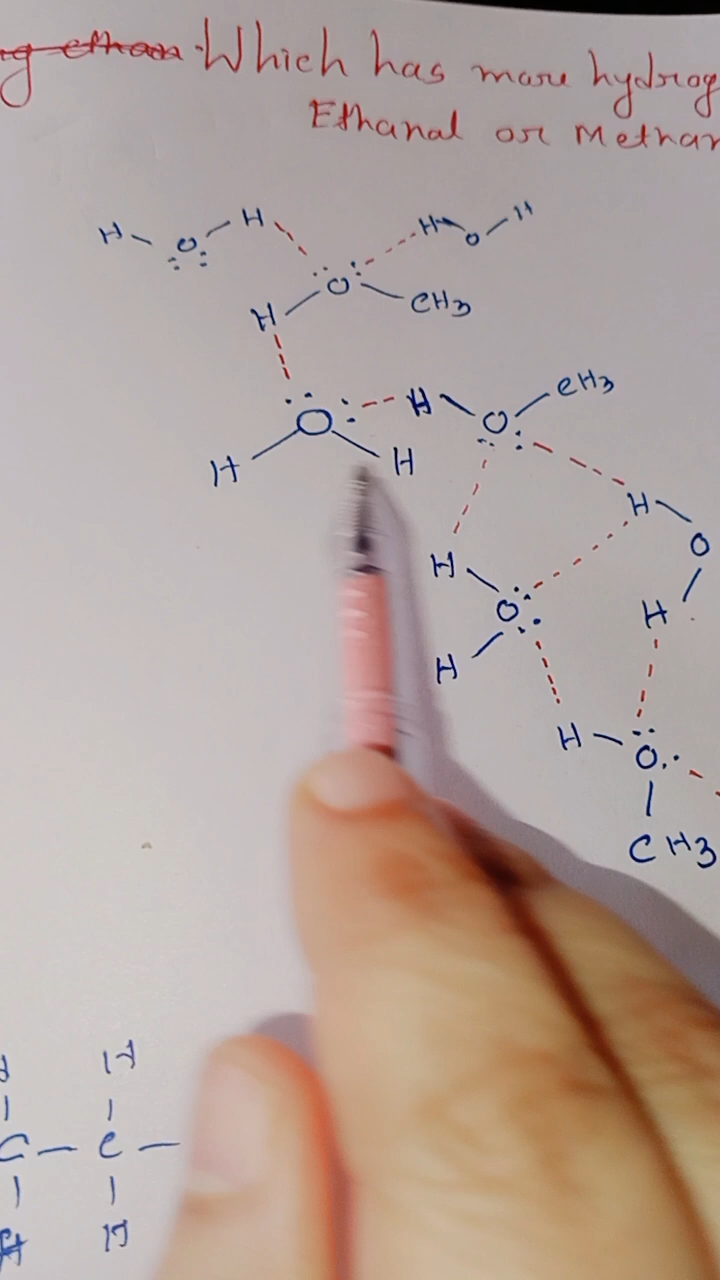 Which has more hydrog
Ethanal or Methan
H O H H O H
H O CH3
O H O CH3
H H
H
O
H
O H
H
H O
CH3
H
C C
H